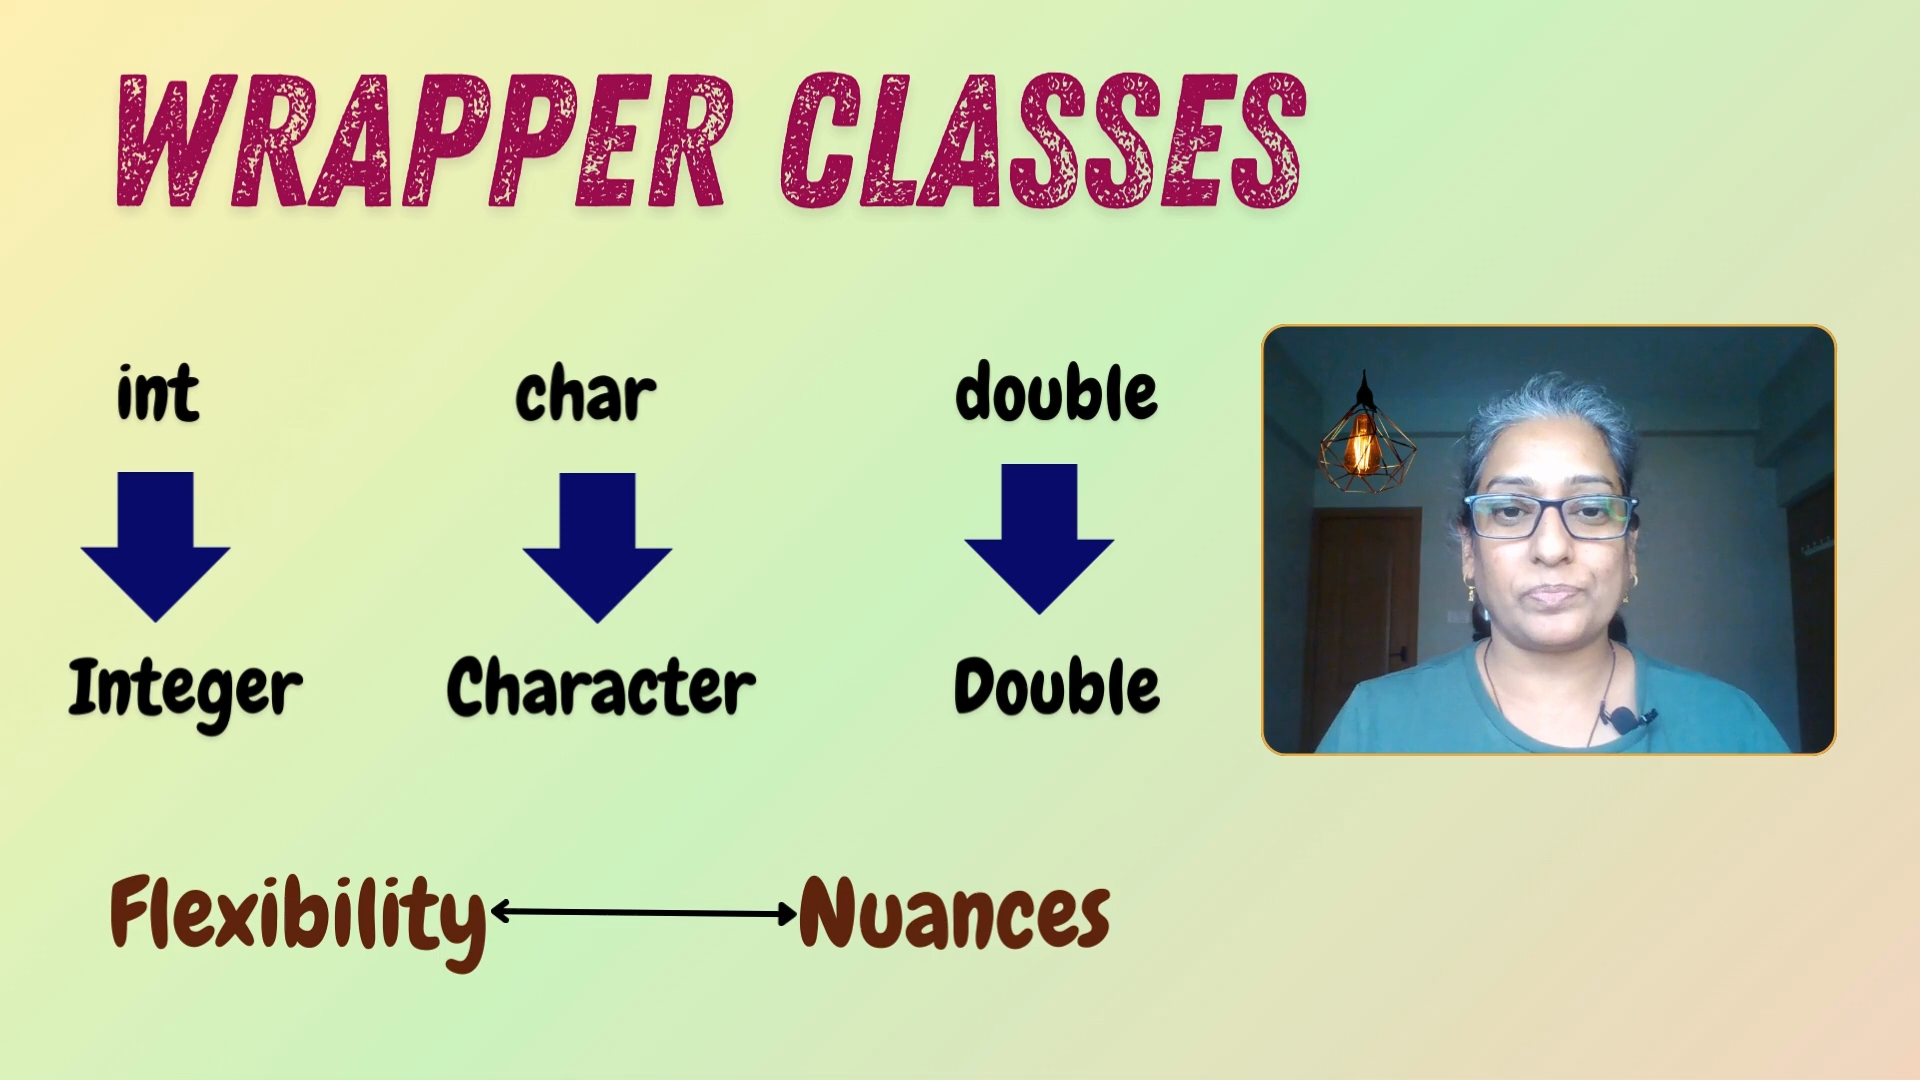 WRAPPER CLASSES
int char double
Integer Character Double
Flexibility Nuances